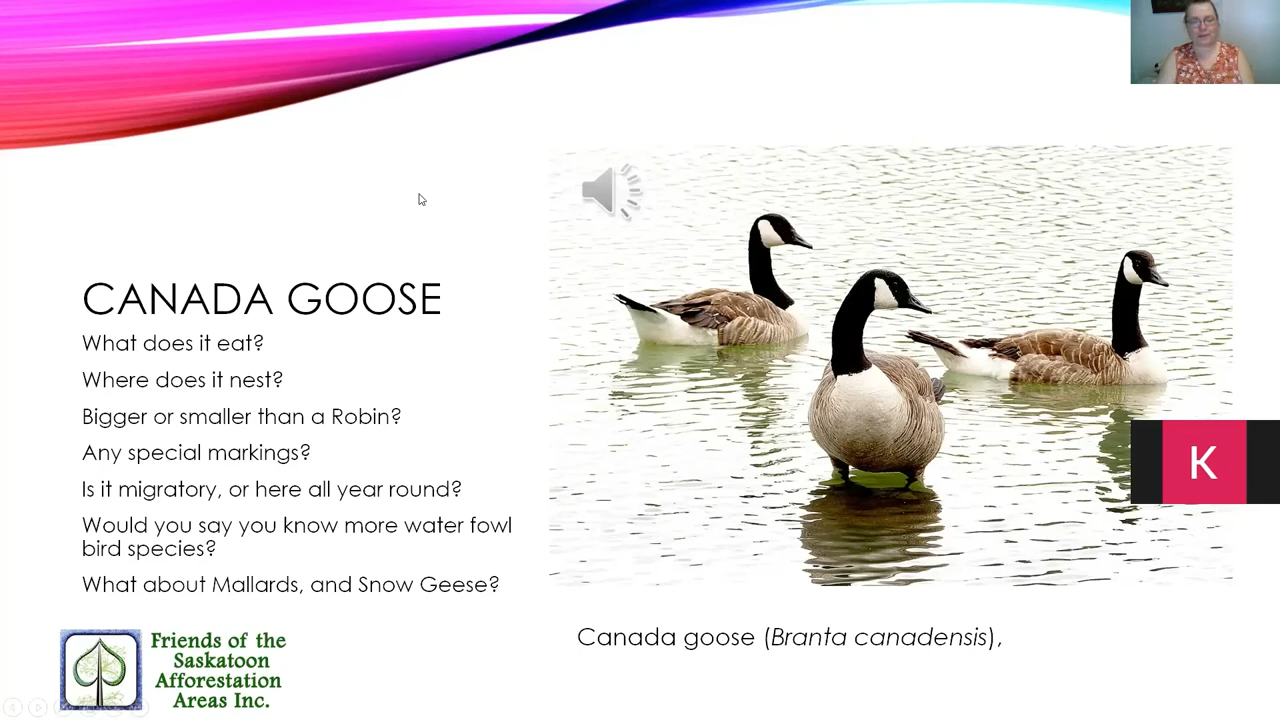 CANADA GOOSE
What does it eat?
Where does it nest?
Bigger or smaller than a Robin?
Any special markings?
Is it migratory, or here all year round?
Would you say you know more water fowl
bird species?
What about Mallards, and Snow Geese?
Friends of the
Saskatoon
Afforestation
Areas Inc.
Canada goose (Branta canadensis),
K